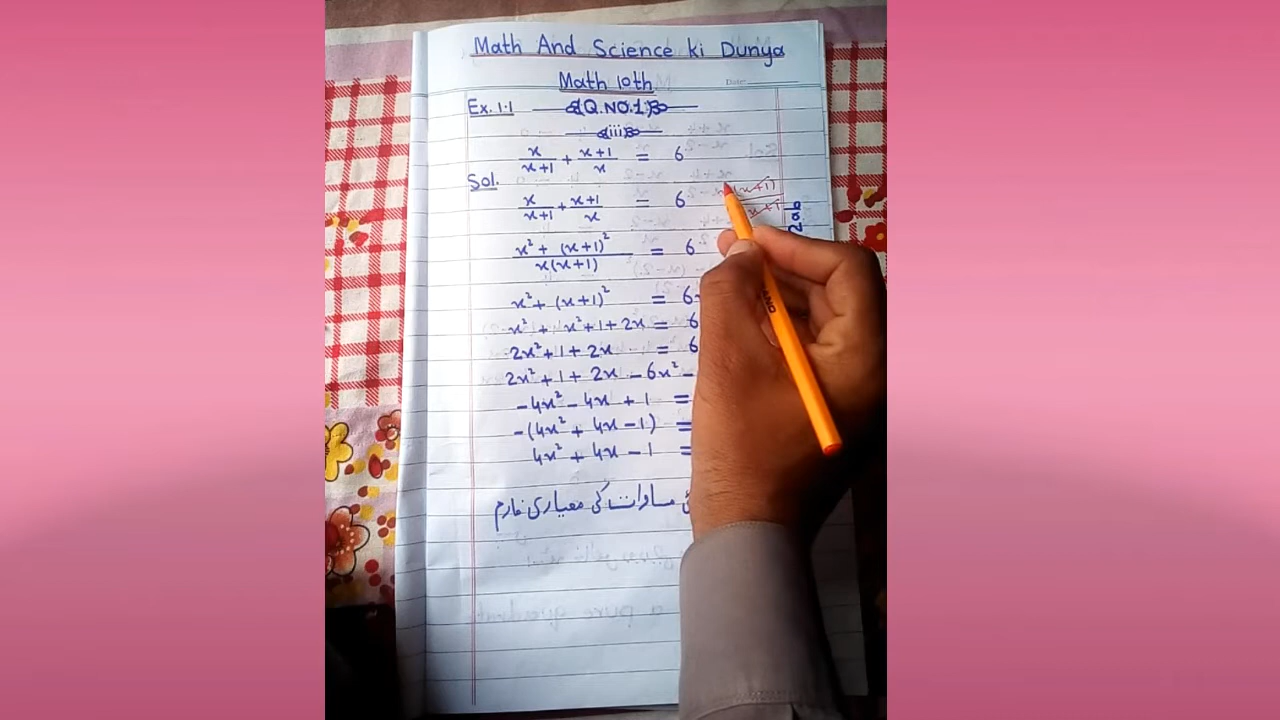 Math And Science ki Dunya
Math 10th
Date:
Ex. 1.1 Q.NO.1
iii
x/(x+1) + (x+1)/x = 6
Sol.
x/(x+1) + (x+1)/x = 6
(x² + (x+1)²)/(x(x+1)) = 6
x² + (x+1)² = 6
x² + x² + 1 + 2x = 6
2x² + 1 + 2x = 6
2x² + 1 + 2x - 6x² -
-4x² - 4x + 1 =
-(4x² + 4x - 1) =
4x² + 4x - 1 =
مساوات کی معیاری فارم
2ab